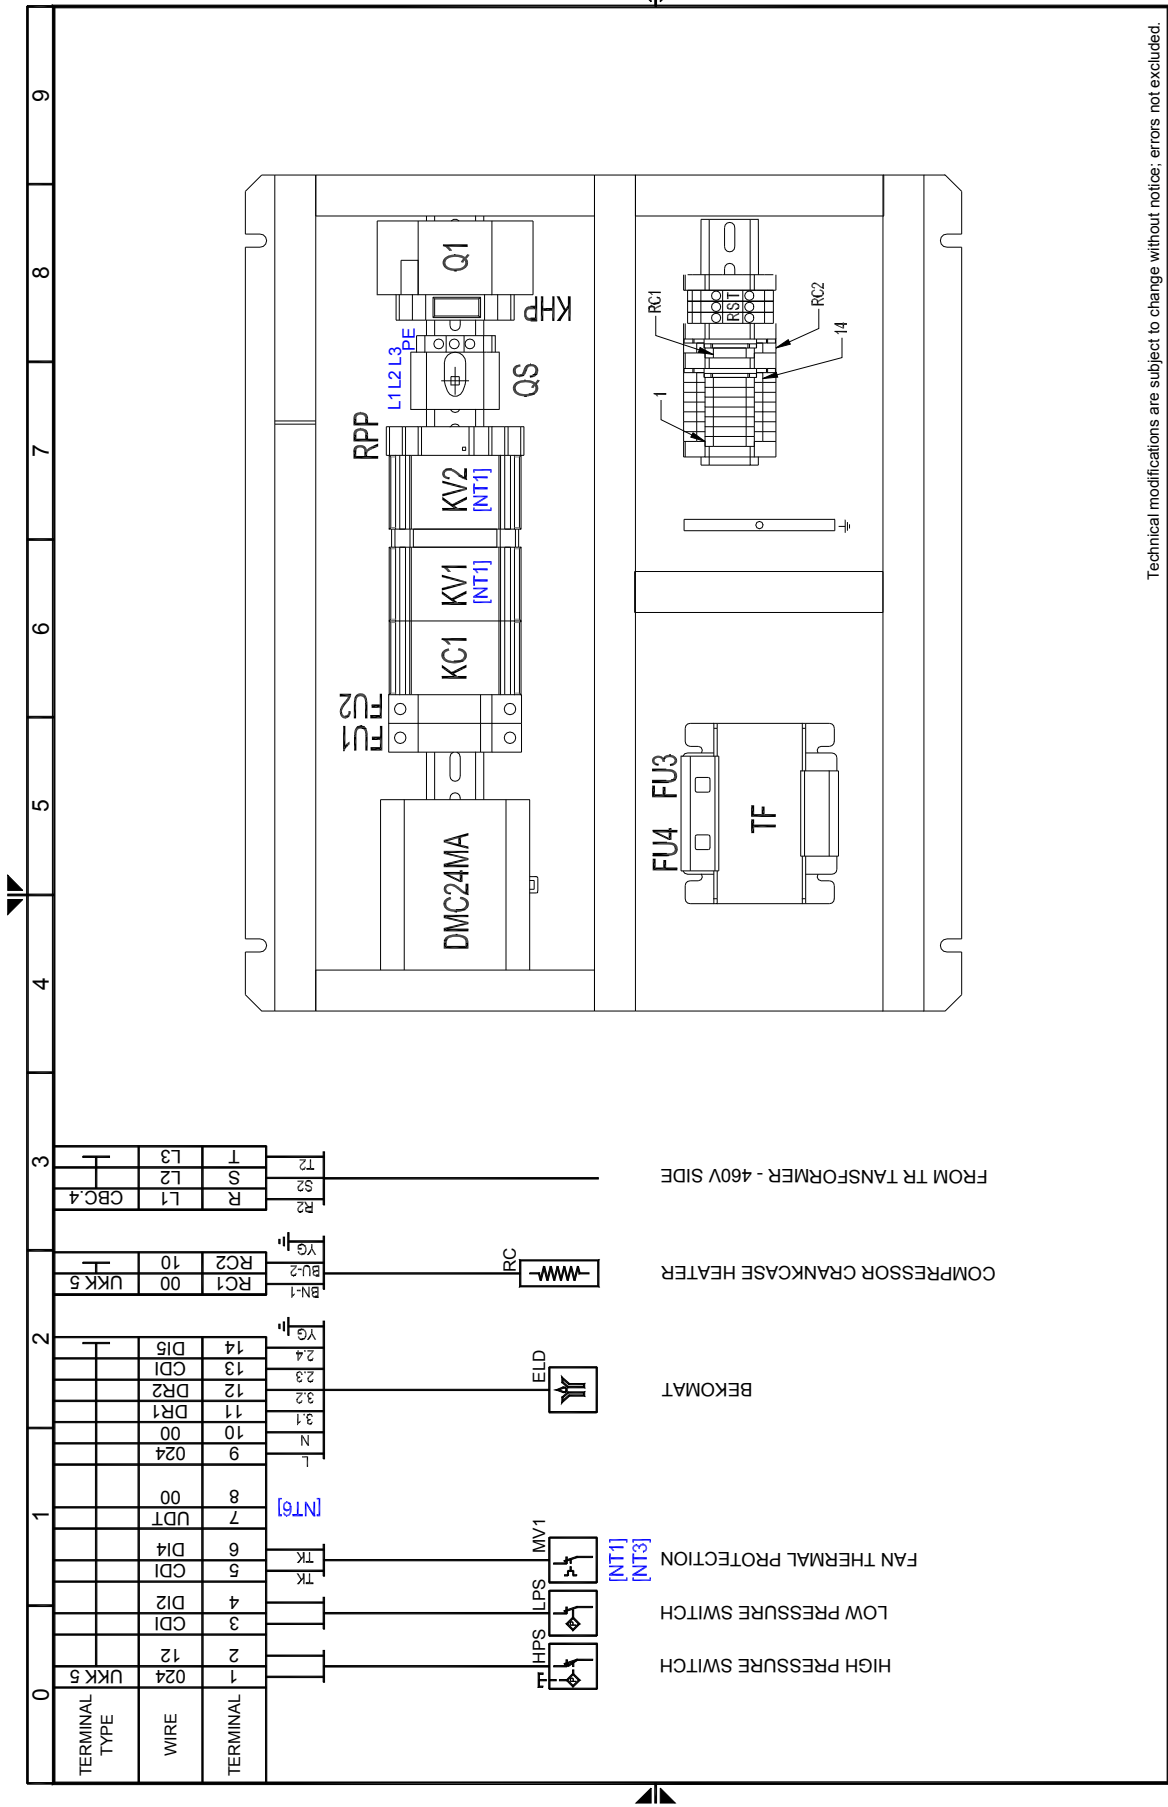 0 1 2 3 4 5 6 7 8 9
TERMINAL
TYPE
UKK 5
UKK 5
CBC.4
WIRE
024
12
CDI
DI2
CDI
DI4
UDT
00
024
00
DR1
DR2
CDI
DI5
00
10
L1
L2
L3
TERMINAL
1
2
3
4
5
6
7
8
9
10
11
12
13
14
RC1
RC2
R
S
T
TK
TK
[NT6]
L
N
3.1
3.2
2.3
2.4
YG
BN-1
BU-2
YG
R2
S2
T2
HPS
LPS
MV1
ELD
RC
[NT1]
[NT3]
HIGH PRESSURE SWITCH
LOW PRESSURE SWITCH
FAN THERMAL PROTECTION
BEKOMAT
COMPRESSOR CRANKCASE HEATER
FROM TR TANSFORMER - 460V SIDE
DMC24MA
FU1
FU2
KC1
KV1
[NT1]
KV2
[NT1]
RPP
L1 L2 L3
PE
QS
KHP
Q1
FU4 FU3
TF
1
RC1
RST
RC2
14
Technical modifications are subject to change without notice; errors not excluded.